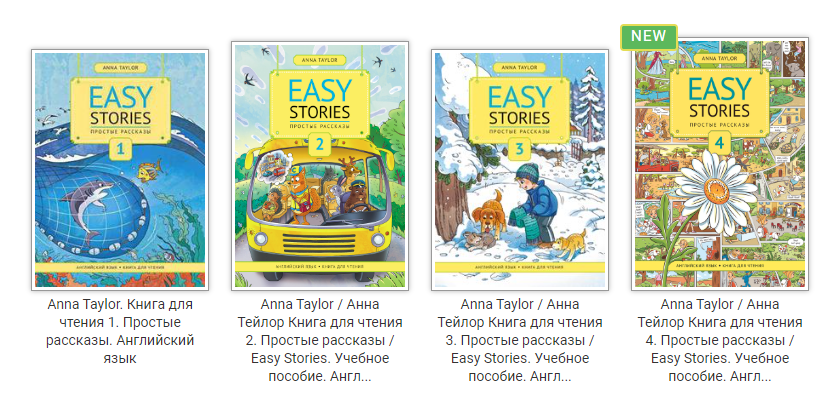 NEW
ANNA TAYLOR
EASY
STORIES
ПРОСТЫЕ РАССКАЗЫ
1
АНГЛИЙСКИЙ ЯЗЫК • КНИГА ДЛЯ ЧТЕНИЯ
ANNA TAYLOR
EASY
STORIES
ПРОСТЫЕ РАССКАЗЫ
2
АНГЛИЙСКИЙ ЯЗЫК • КНИГА ДЛЯ ЧТЕНИЯ
ANNA TAYLOR
EASY
STORIES
ПРОСТЫЕ РАССКАЗЫ
3
АНГЛИЙСКИЙ ЯЗЫК • КНИГА ДЛЯ ЧТЕНИЯ
ANNA TAYLOR
EASY
STORIES
ПРОСТЫЕ РАССКАЗЫ
4
АНГЛИЙСКИЙ ЯЗЫК • КНИГА ДЛЯ ЧТЕНИЯ
Anna Taylor. Книга для
чтения 1. Простые
рассказы. Английский
язык
Anna Taylor / Анна
Тейлор Книга для чтения
2. Простые рассказы /
Easy Stories. Учебное
пособие. Англ...
Anna Taylor / Анна
Тейлор Книга для чтения
3. Простые рассказы /
Easy Stories. Учебное
пособие. Англ...
Anna Taylor / Анна
Тейлор Книга для чтения
4. Простые рассказы /
Easy Stories. Учебное
пособие. Англ...